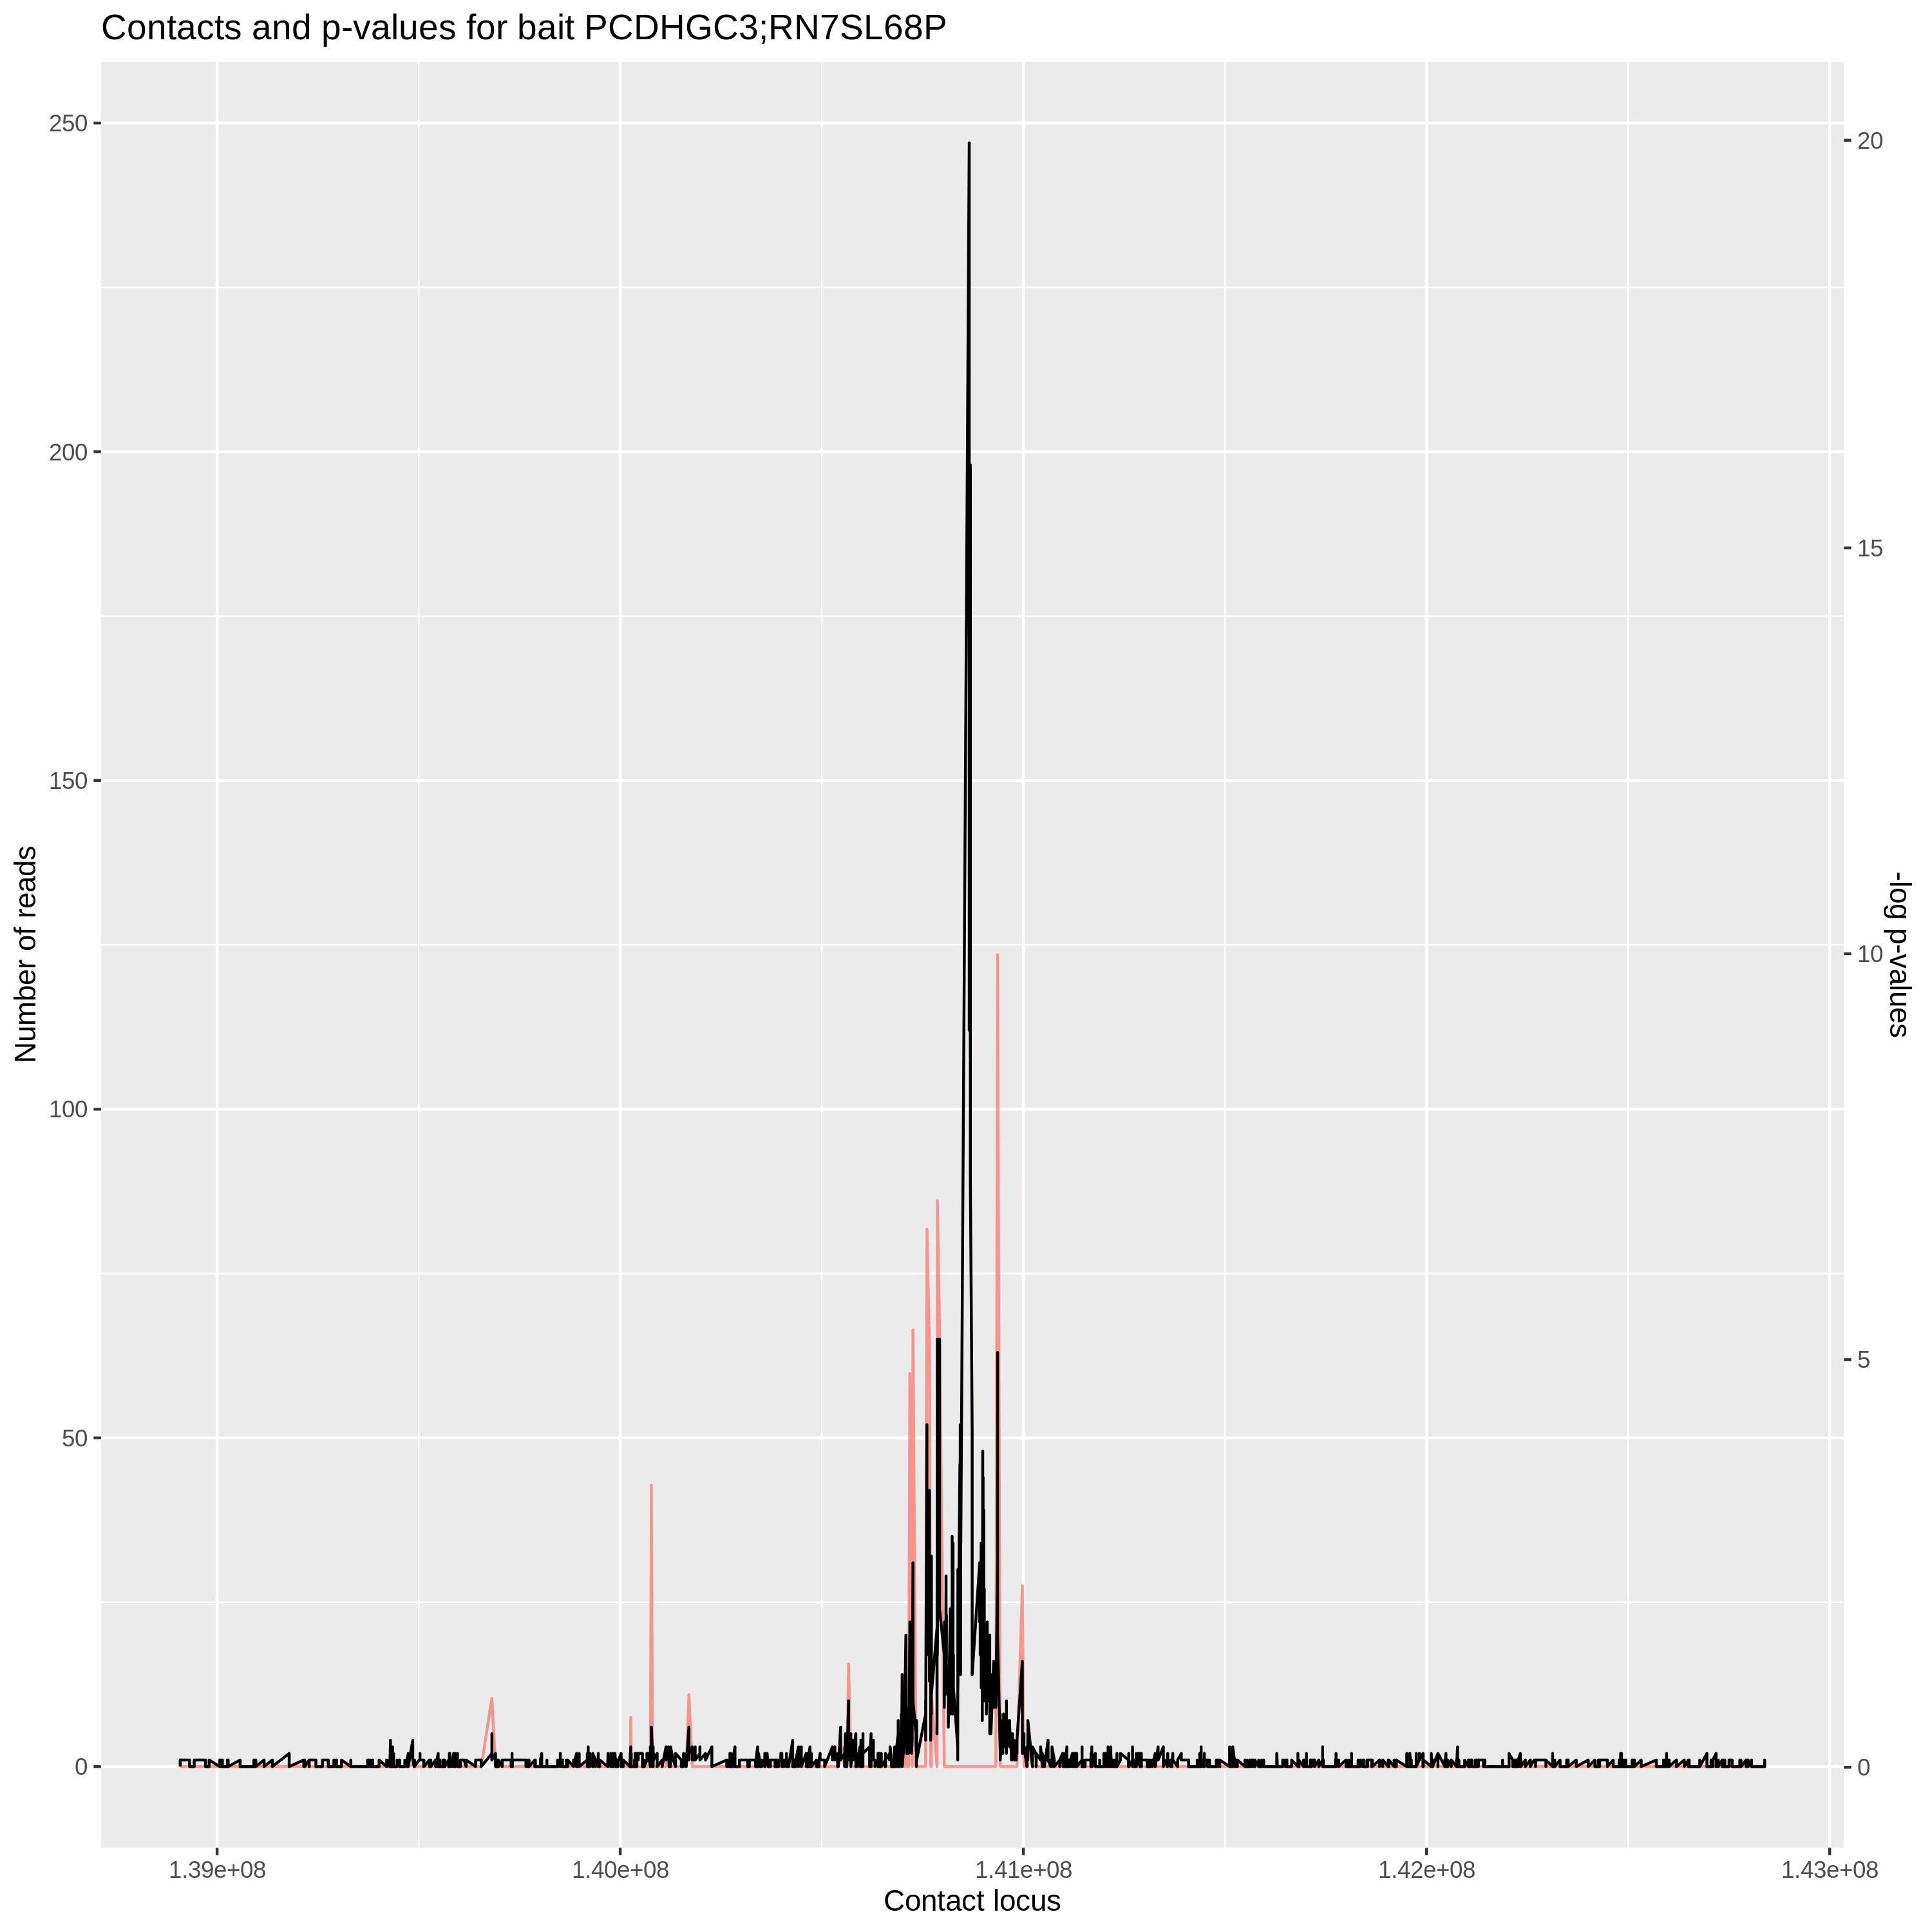 Contacts and p-values for bait PCDHGC3;RN7SL68P
250
200
150
100
50
0
Number of reads
20
15
10
5
0
-log p-values
1.39e+08
1.40e+08
1.41e+08
1.42e+08
1.43e+08
Contact locus